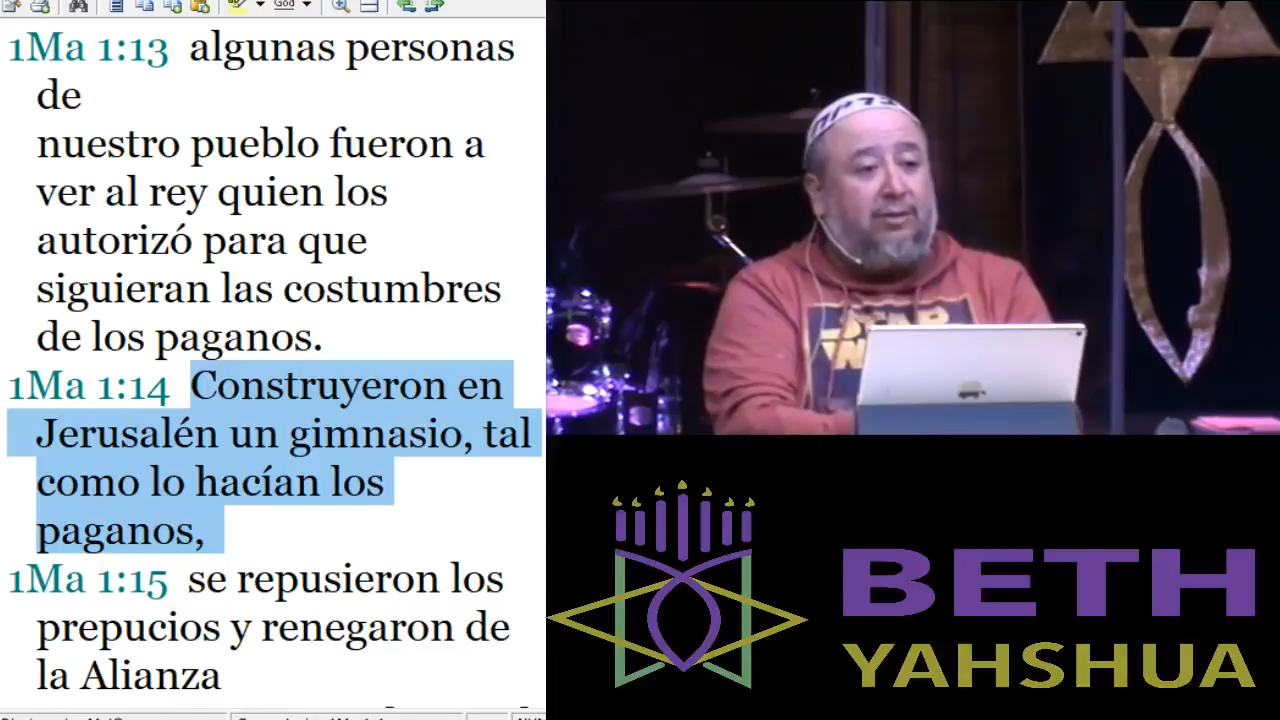 God
1Ma 1:13 algunas personas
de
nuestro pueblo fueron a
ver al rey quien los
autorizó para que
siguieran las costumbres
de los paganos.
1Ma 1:14 Construyeron en
Jerusalén un gimnasio, tal
como lo hacían los
paganos,
1Ma 1:15 se repusieron los
prepucios y renegaron de
la Alianza
BETH
YAHSHUA